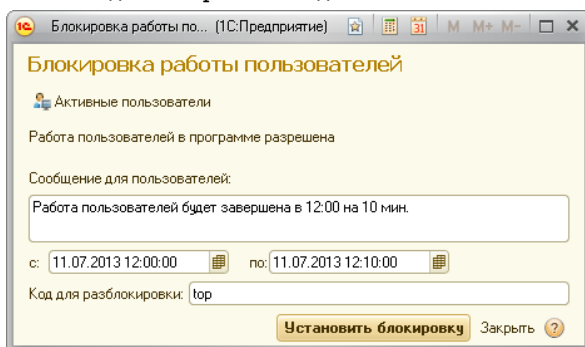 Блокировка работы по... (1С:Предприятие) 31 M M+ M-
Блокировка работы пользователей
Активные пользователи
Работа пользователей в программе разрешена
Сообщение для пользователей:
Работа пользователей будет завершена в 12:00 на 10 мин.
с: 11.07.2013 12:00:00 по: 11.07.2013 12:10:00
Код для разблокировки: top
Установить блокировку Закрыть ?